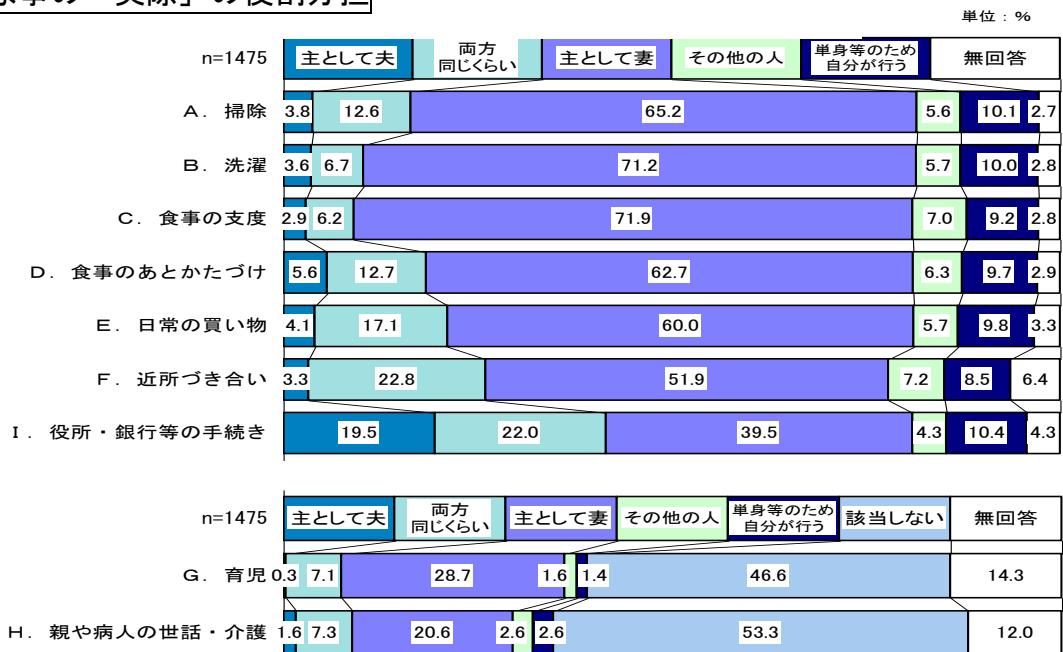 家事の「実際」の役割分担
単位：%
n=1475 主として夫 両方 同じくらい 主として妻 その他の人 単身等のため 自分が行う 無回答
A．掃除 3.8 12.6 65.2 5.6 10.1 2.7
B．洗濯 3.6 6.7 71.2 5.7 10.0 2.8
C．食事の支度 2.9 6.2 71.9 7.0 9.2 2.8
D．食事のあとかたづけ 5.6 12.7 62.7 6.3 9.7 2.9
E．日常の買い物 4.1 17.1 60.0 5.7 9.8 3.3
F．近所づき合い 3.3 22.8 51.9 7.2 8.5 6.4
I．役所・銀行等の手続き 19.5 22.0 39.5 4.3 10.4 4.3
n=1475 主として夫 両方 同じくらい 主として妻 その他の人 単身等のため 自分が行う 該当しない 無回答
G．育児 0.3 7.1 28.7 1.6 1.4 46.6 14.3
H．親や病人の世話・介護 1.6 7.3 20.6 2.6 2.6 53.3 12.0